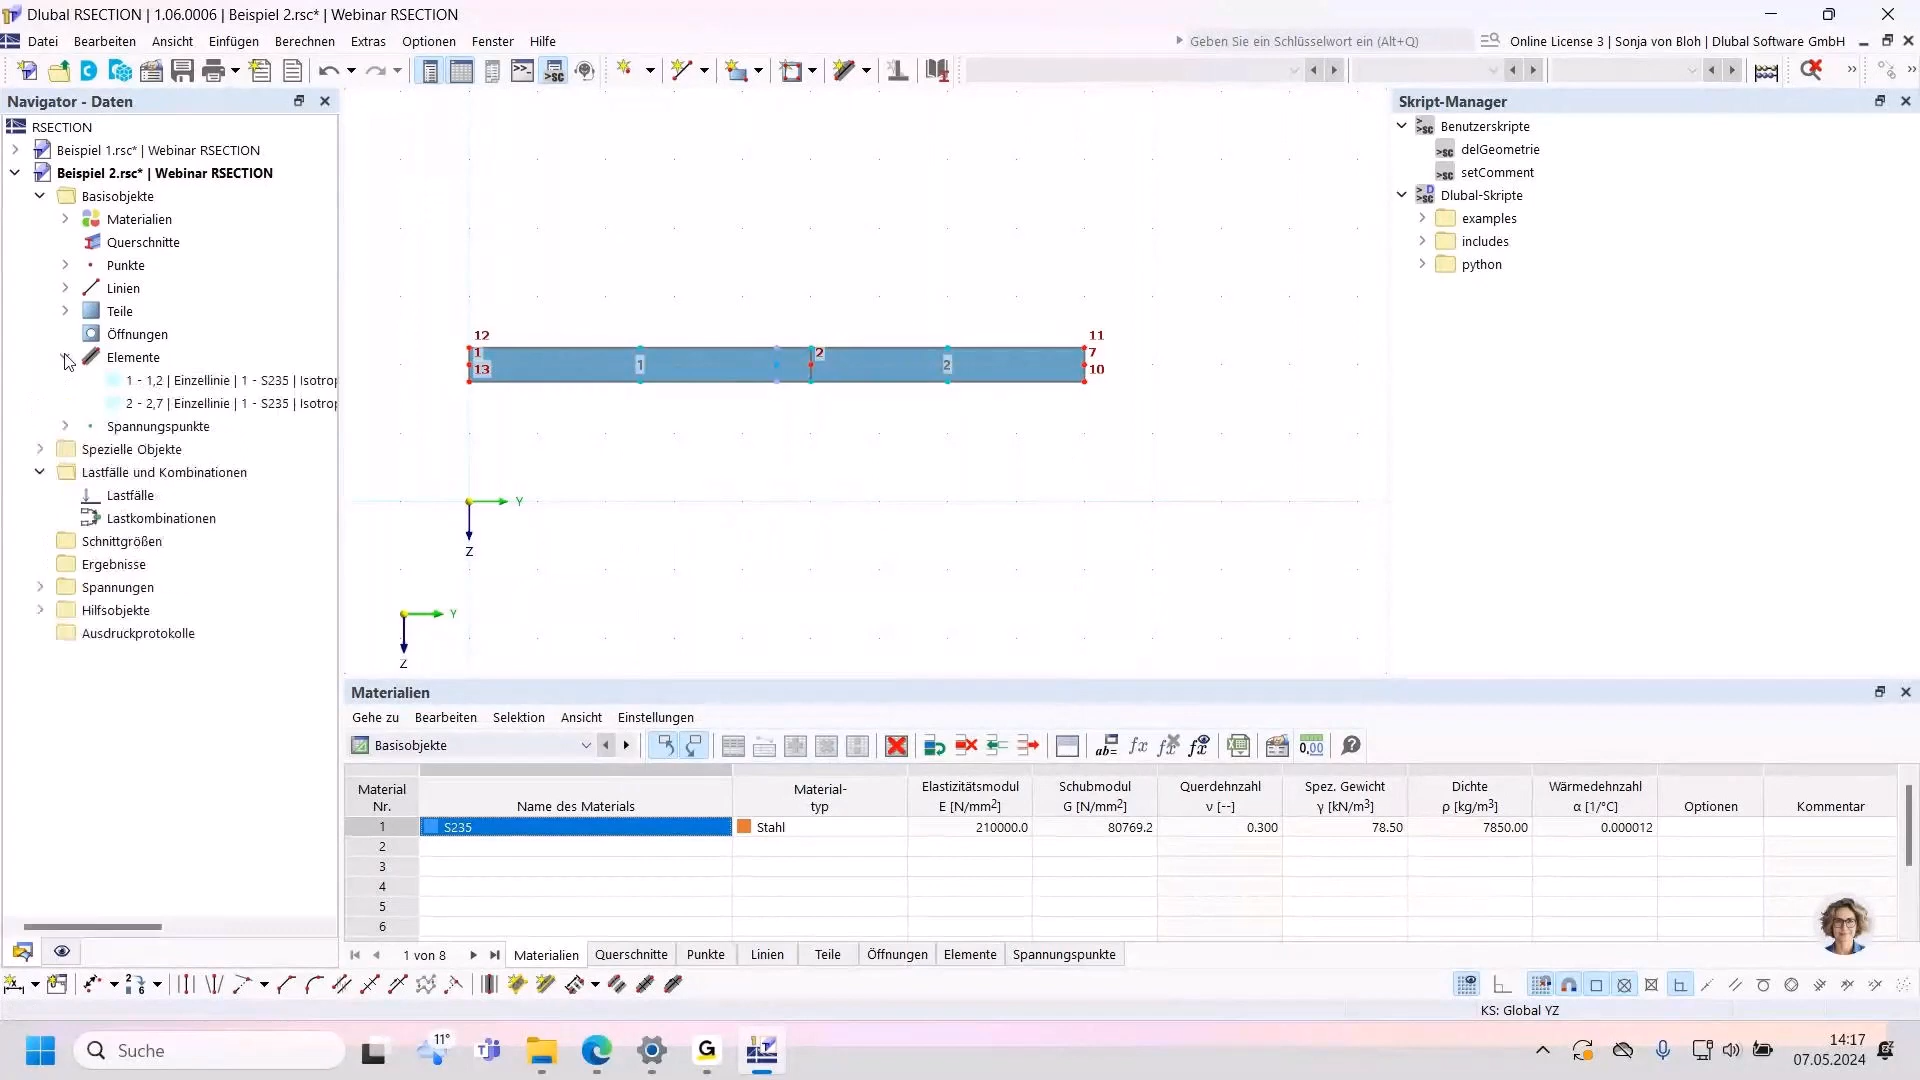 Dlubal RSECTION | 1.06.0006 | Beispiel 2.rsc* | Webinar RSECTION
Datei Bearbeiten Ansicht Einfügen Berechnen Extras Optionen Fenster Hilfe
Geben Sie ein Schlüsselwort ein (Alt+Q)
Online License 3 | Sonja von Bloh | Dlubal Software GmbH
Navigator - Daten
RSECTION
Beispiel 1.rsc* | Webinar RSECTION
Beispiel 2.rsc* | Webinar RSECTION
Basisobjekte
Materialien
Querschnitte
Punkte
Linien
Teile
Öffnungen
Elemente
1 - 1,2 | Einzellinie | 1 - S235 | Isotrop
2 - 2,7 | Einzellinie | 1 - S235 | Isotrop
Spannungspunkte
Spezielle Objekte
Lastfälle und Kombinationen
Lastfälle
Lastkombinationen
Schnittgrößen
Ergebnisse
Spannungen
Hilfsobjekte
Ausdruckprotokolle
12 11
1 2 7
13 1 2 10
Y
Z
Y
Z
Skript-Manager
Benutzerskripte
delGeometrie
setComment
Dlubal-Skripte
examples
includes
python
Materialien
Gehe zu Bearbeiten Selektion Ansicht Einstellungen
Basisobjekte
Material Material- Elastizitätsmodul Schubmodul Querdehnzahl Spez. Gewicht Dichte Wärmedehnzahl
Nr. Name des Materials typ E [N/mm²] G [N/mm²] ν [--] γ [kN/m³] ρ [kg/m³] α [1/°C] Optionen Kommentar
1 S235 Stahl 210000.0 80769.2 0.300 78.50 7850.00 0.000012
2
3
4
5
6
1 von 8 Materialien Querschnitte Punkte Linien Teile Öffnungen Elemente Spannungspunkte
KS: Global YZ
Suche
11°
14:17
07.05.2024